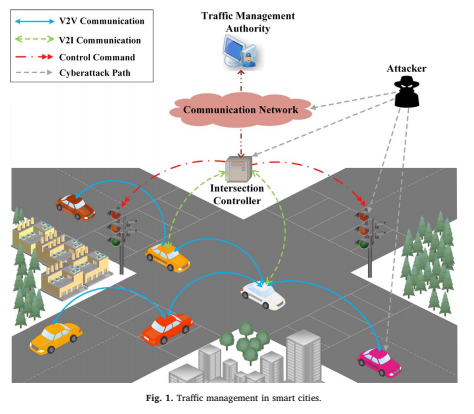 V2V Communication
V2I Communication
Control Command
Cyberattack Path
Traffic Management
Authority
Attacker
Communication Network
Intersection
Controller
Fig. 1. Traffic management in smart cities.